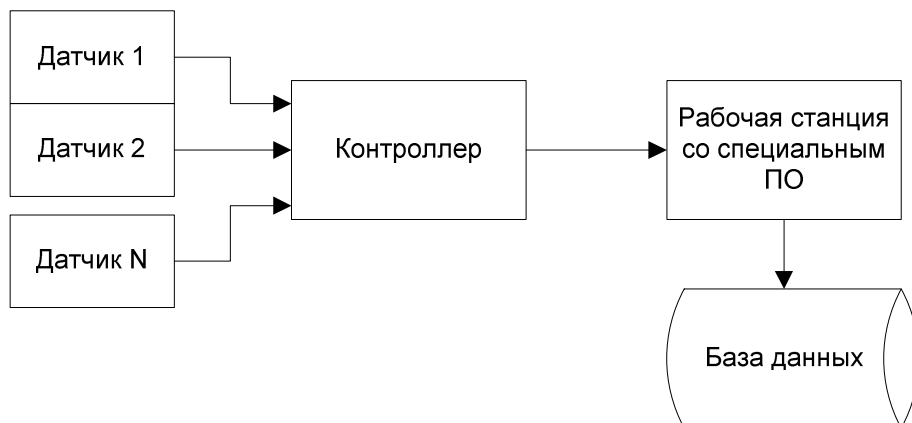 Датчик 1
Датчик 2
Датчик N
Контроллер
Рабочая станция
со специальным
ПО
База данных